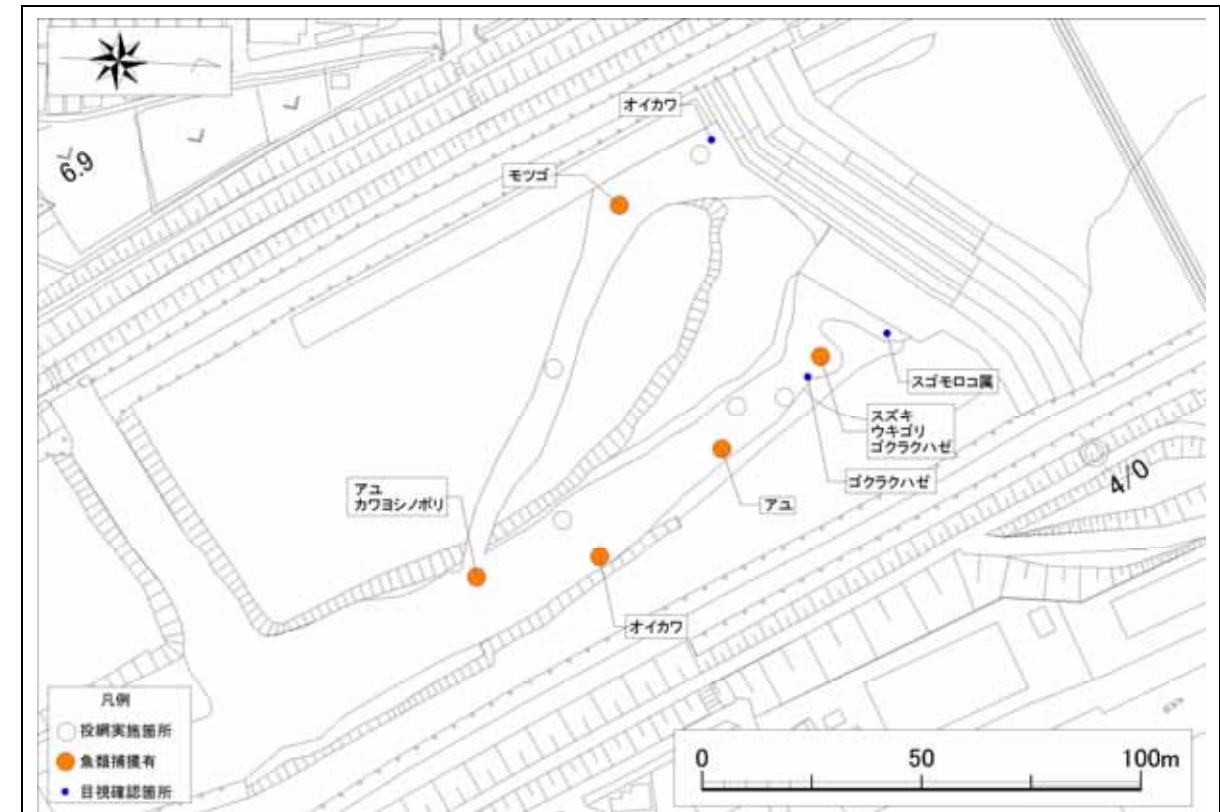 オイカワ
モツゴ
6.9
スゴモロコ属
スズキ
ウキゴリ
ゴクラクハゼ
ゴクラクハゼ
4/0
アユ
カワヨシノボリ
アユ
オイカワ
凡例
投網実施箇所
魚類捕獲有
目視確認箇所
0 50 100m